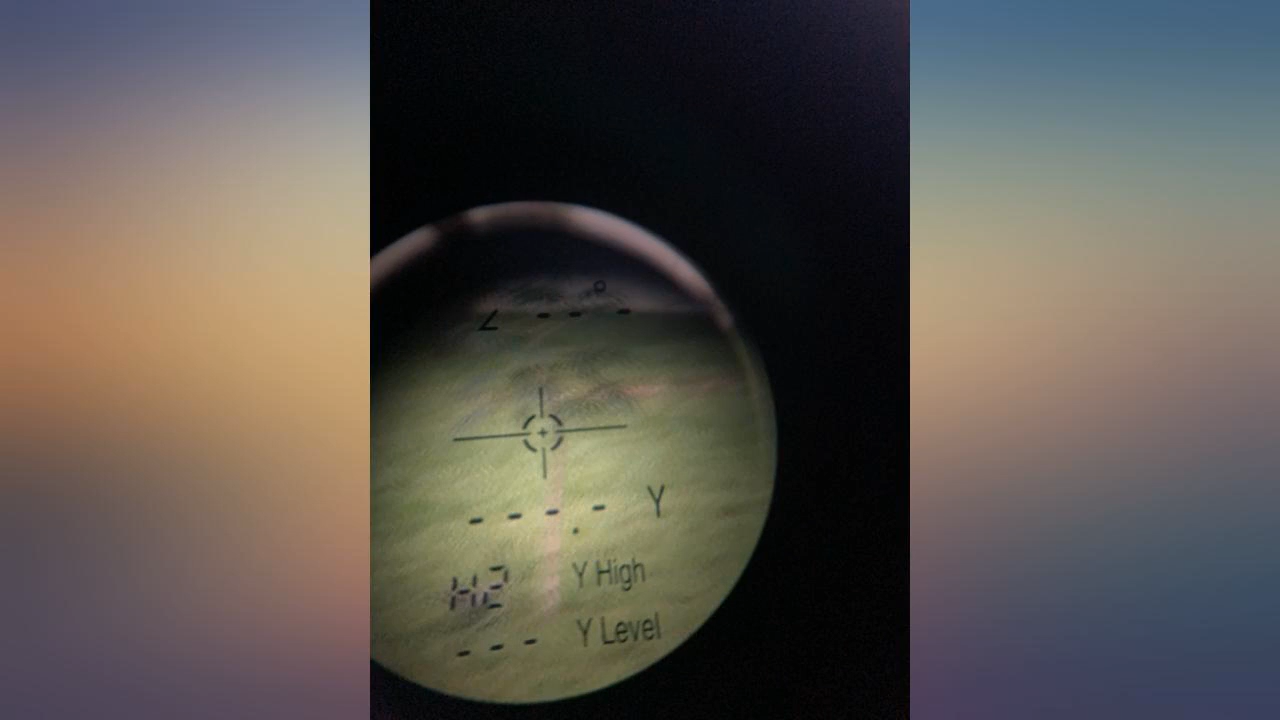 ∠ - - - °
- - - . - Y
H2 Y High
- - - Y Level